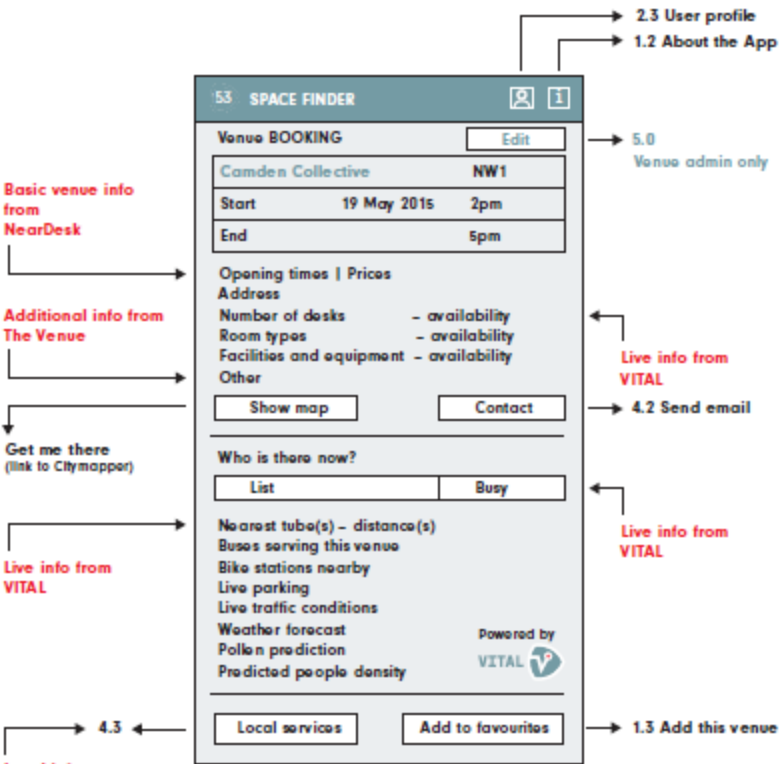 2.3 User profile
1.2 About the App
53 SPACE FINDER
i
Venue BOOKING
Edit
5.0
Venue admin only
Camden Collective NW1
Start 19 May 2015 2pm
End 5pm
Basic venue info
from
NearDesk
Opening times | Prices
Address
Number of desks – availability
Room types – availability
Facilities and equipment – availability
Other
Additional info from
The Venue
Live info from
VITAL
Show map
Contact
4.2 Send email
Get me there
(link to Citymapper)
Who is there now?
List
Busy
Live info from
VITAL
Nearest tube(s) – distance(s)
Buses serving this venue
Bike stations nearby
Live parking
Live traffic conditions
Weather forecast
Pollen prediction
Predicted people density
Live info from
VITAL
Powered by
VITAL
4.3
Local services
Add to favourites
1.3 Add this venue